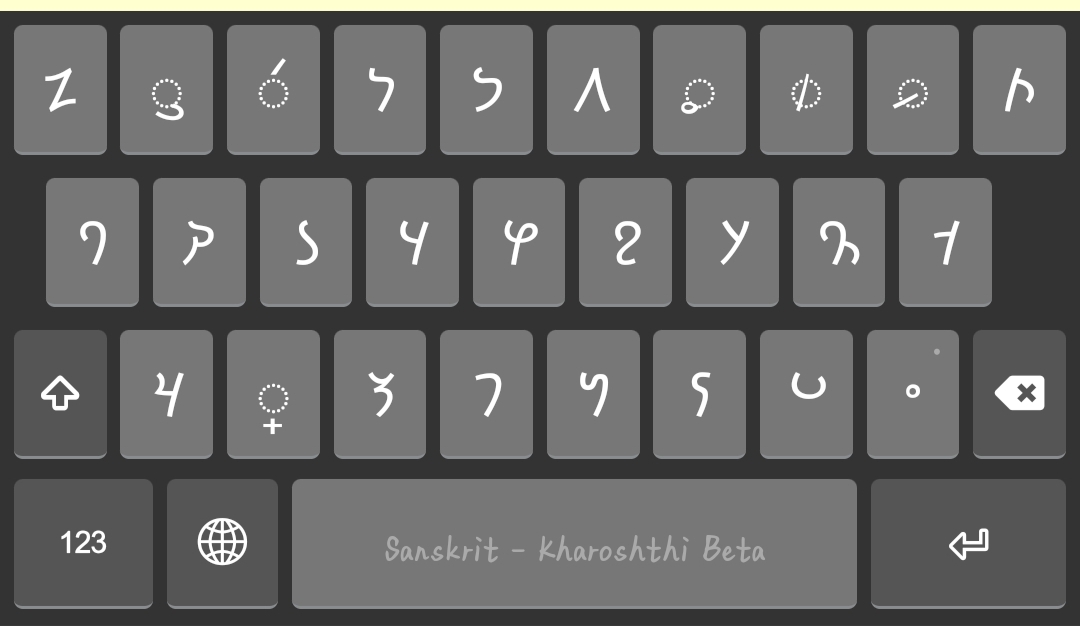 ◌𐨅 𐨪 𐨟 𐨩 ◌𐨂 ◌𐨁 ◌𐨆 𐨤
𐨀 𐨯 𐨡 𐨒 𐨱 𐨗 𐨐 𐨫
𐨕 𐨬 𐨦 𐨣 𐨨
123 Sanskrit - Kharoshthi Beta